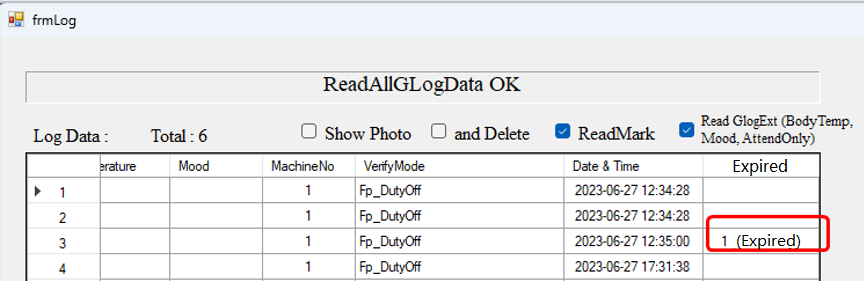 frmLog
ReadAllGLogData OK
Log Data : Total : 6 Show Photo and Delete ReadMark Read GlogExt (BodyTemp,
Mood, AttendOnly)
erature Mood MachineNo VerifyMode Date & Time Expired
1 1 Fp_DutyOff 2023-06-27 12:34:28
2 1 Fp_DutyOff 2023-06-27 12:34:28
3 1 Fp_DutyOff 2023-06-27 12:35:00 1 (Expired)
4 1 Fp_DutyOff 2023-06-27 17:31:38